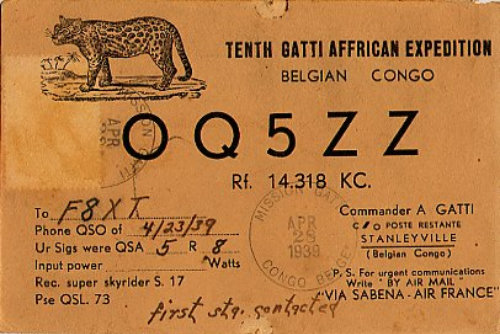 TENTH GATTI AFFRICAN EXPEDITION
BELGIAN CONGO
OQ5ZZ
Rf. 14.318 KC.
To F8XT
Phone QSO of 4/23/39
Ur Sigs were QSA 5 R 8
Input power Watts
Rec. super skyrider S. 17
Pse QSL. 73
Commander A GATTI
c/o POSTE RESTANTE
STANLEYVILLE
(Belgian Congo)
P. S. For urgent communications
Write " BY AIR MAIL "
"VIA SABENA - AIR FRANCE"
first sta. contacted
MISSION GATTI
APR
1939
CONGO BELGE
APR